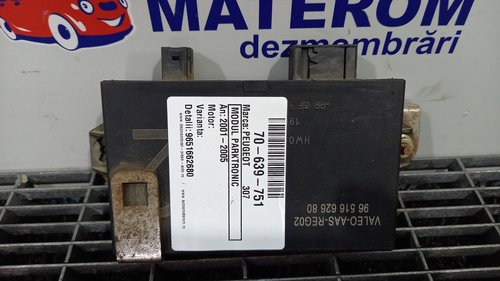 MATEROM
dezmembrări
70-639-751
Marca: PEUGEOT 307
MODUL PARKTRONIC
An: 2001 - 2005
Motor:
Varianta:
Detalii: 9651662680
VALEO-AAS-REG02
96 516 626 80